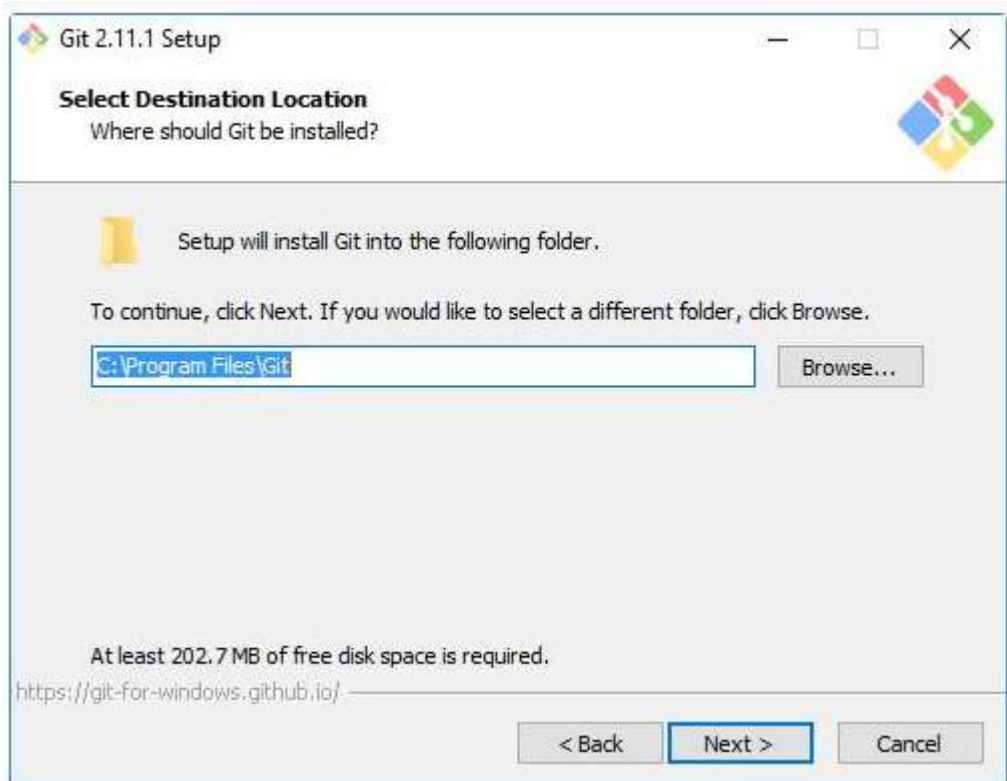 Git 2.11.1 Setup
Select Destination Location
Where should Git be installed?
Setup will install Git into the following folder.
To continue, click Next. If you would like to select a different folder, click Browse.
C:\Program Files\Git
Browse...
At least 202.7 MB of free disk space is required.
https://git-for-windows.github.io/
< Back
Next >
Cancel